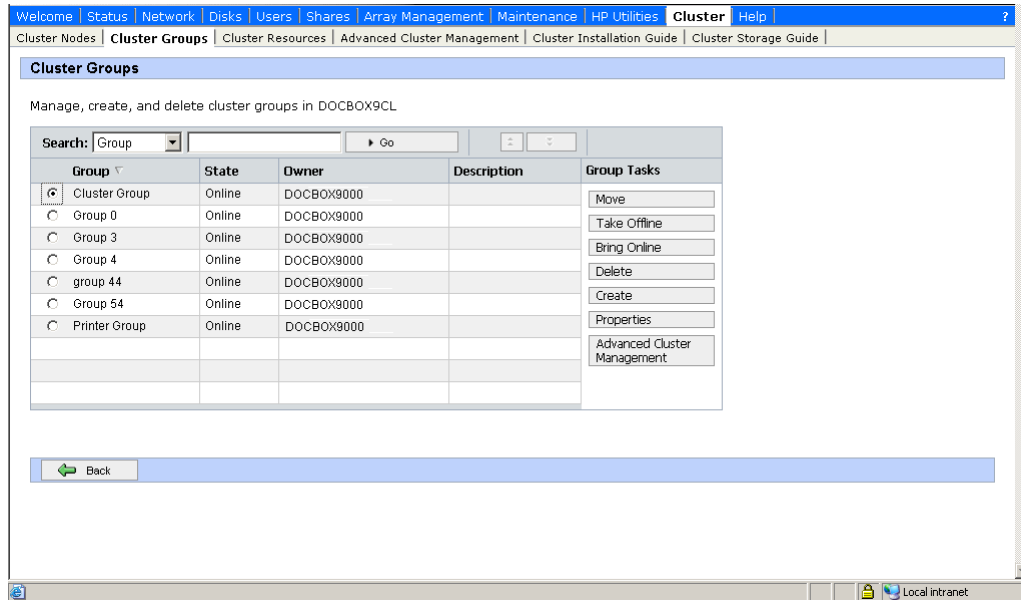 Welcome | Status | Network | Disks | Users | Shares | Array Management | Maintenance | HP Utilities | Cluster | Help | ?
Cluster Nodes | Cluster Groups | Cluster Resources | Advanced Cluster Management | Cluster Installation Guide | Cluster Storage Guide |
Cluster Groups
Manage, create, and delete cluster groups in DOCBOX9CL
Search: Group Go
Group State Owner Description Group Tasks
Cluster Group Online DOCBOX9000 Move
Group 0 Online DOCBOX9000 Take Offline
Group 3 Online DOCBOX9000 Bring Online
Group 4 Online DOCBOX9000 Delete
group 44 Online DOCBOX9000 Create
Group 54 Online DOCBOX9000 Properties
Printer Group Online DOCBOX9000 Advanced Cluster
Management
Back
Local intranet